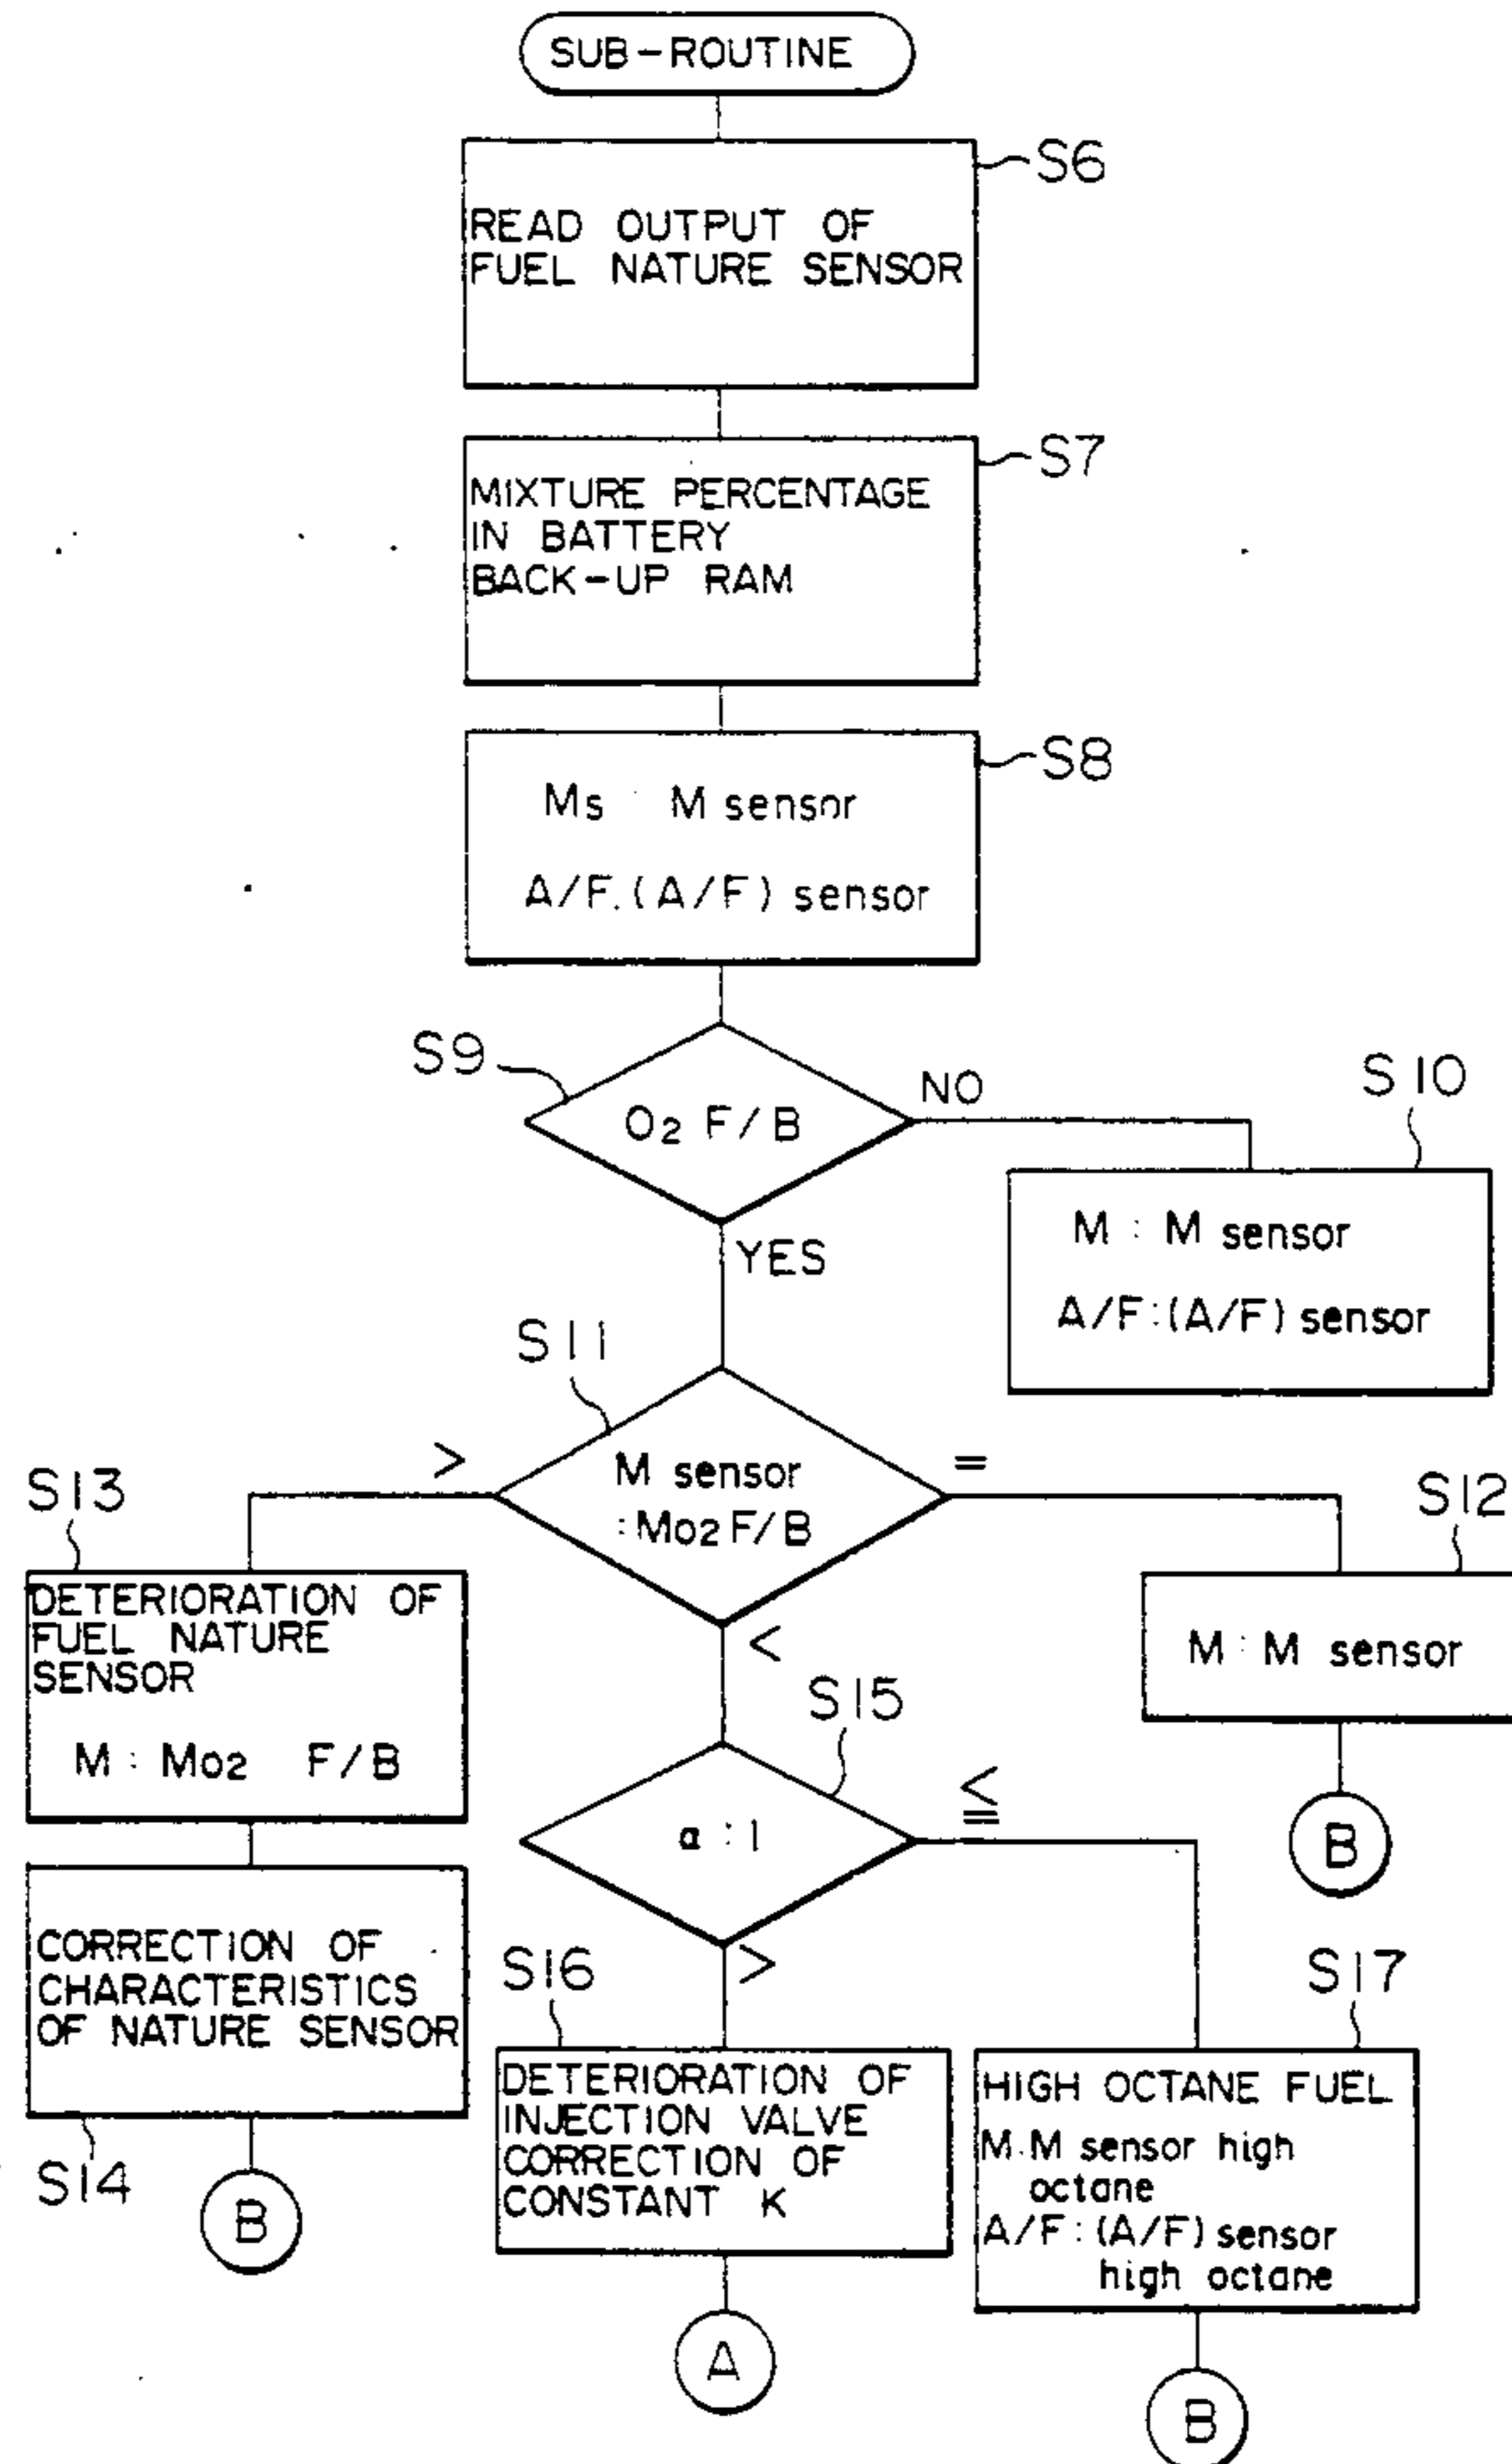 SUB-ROUTINE
S6
READ OUTPUT OF
FUEL NATURE SENSOR
S7
MIXTURE PERCENTAGE
IN BATTERY
BACK-UP RAM
S8
Ms M sensor
A/F.(A/F) sensor
S9
O2 F/B
NO
S10
YES
M : M sensor
A/F:(A/F) sensor
S11
M sensor
:Mo2 F/B
>
=
<
S13
DETERIORATION OF
FUEL NATURE
SENSOR
M : Mo2 F/B
S12
M : M sensor
B
S15
α : 1
≦
>
CORRECTION OF
CHARACTERISTICS
OF NATURE SENSOR
S14
B
S16
DETERIORATION OF
INJECTION VALVE
CORRECTION OF
CONSTANT K
A
S17
HIGH OCTANE FUEL
M.M sensor high
octane
A/F:(A/F) sensor
high octane
B